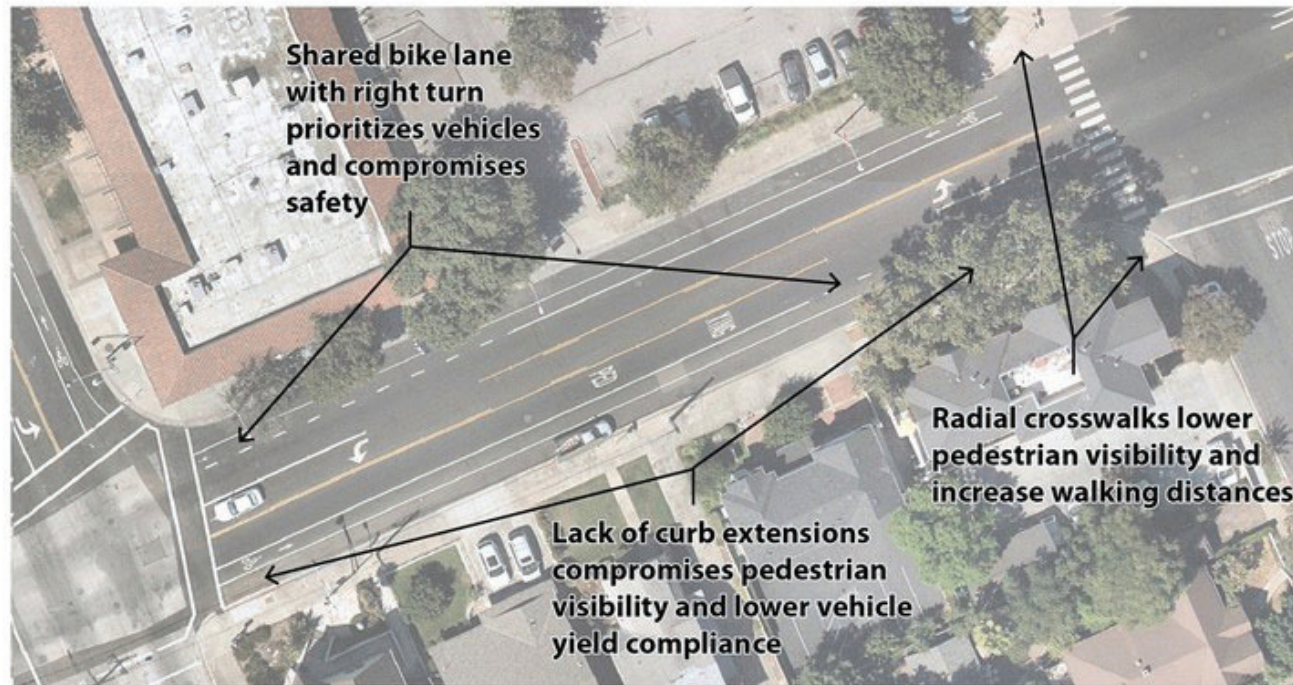 Shared bike lane
with right turn
prioritizes vehicles
and compromises
safety
Radial crosswalks lower
pedestrian visibility and
increase walking distances
Lack of curb extensions
compromises pedestrian
visibility and lower vehicle
yield compliance
STOP